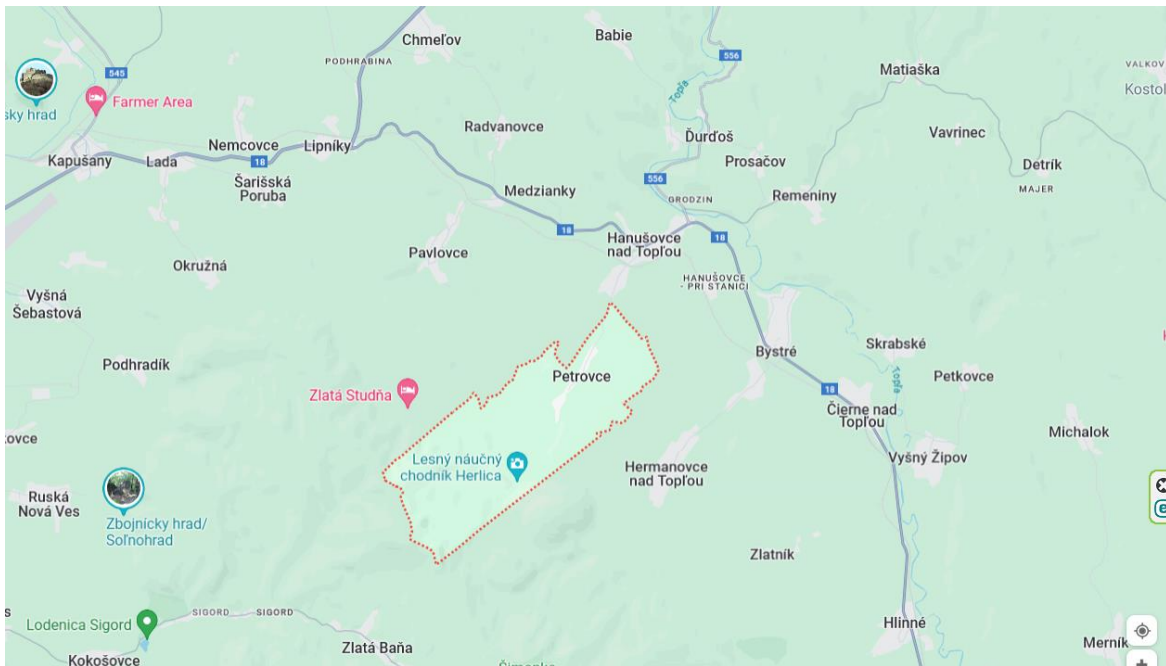 Chmeľov
Babie
556
PODHRABINA
545
Topľa
Matiaška
VALKOV
Kostol
sky hrad
Farmer Area
Radvanovce
Ďurďoš
Vavrinec
Nemcovce
Lipníky
Prosačov
Kapušany
Lada
18
Detrík
Šarišská
Poruba
Medzianky
556
GRODZIN
Remeniny
MAJER
18
Hanušovce
nad Topľou
18
Pavlovce
Okružná
HANUŠOVCE
- PRI STANICI
Vyšná
Šebastová
Podhradík
Bystré
Skrabské
Petrovce
Petkovce
Zlatá Studňa
18
Topľa
Čierne nad
Topľou
Michalok
ovce
Lesný náučný
chodník Herlica
Hermanovce
nad Topľou
Vyšný Žipov
Ruská
Nová Ves
Zbojnícky hrad/
Soľnohrad
Zlatník
s
SIGORD
SIGORD
Lodenica Sigord
Hlinné
Zlatá Baňa
Merník
Kokošovce